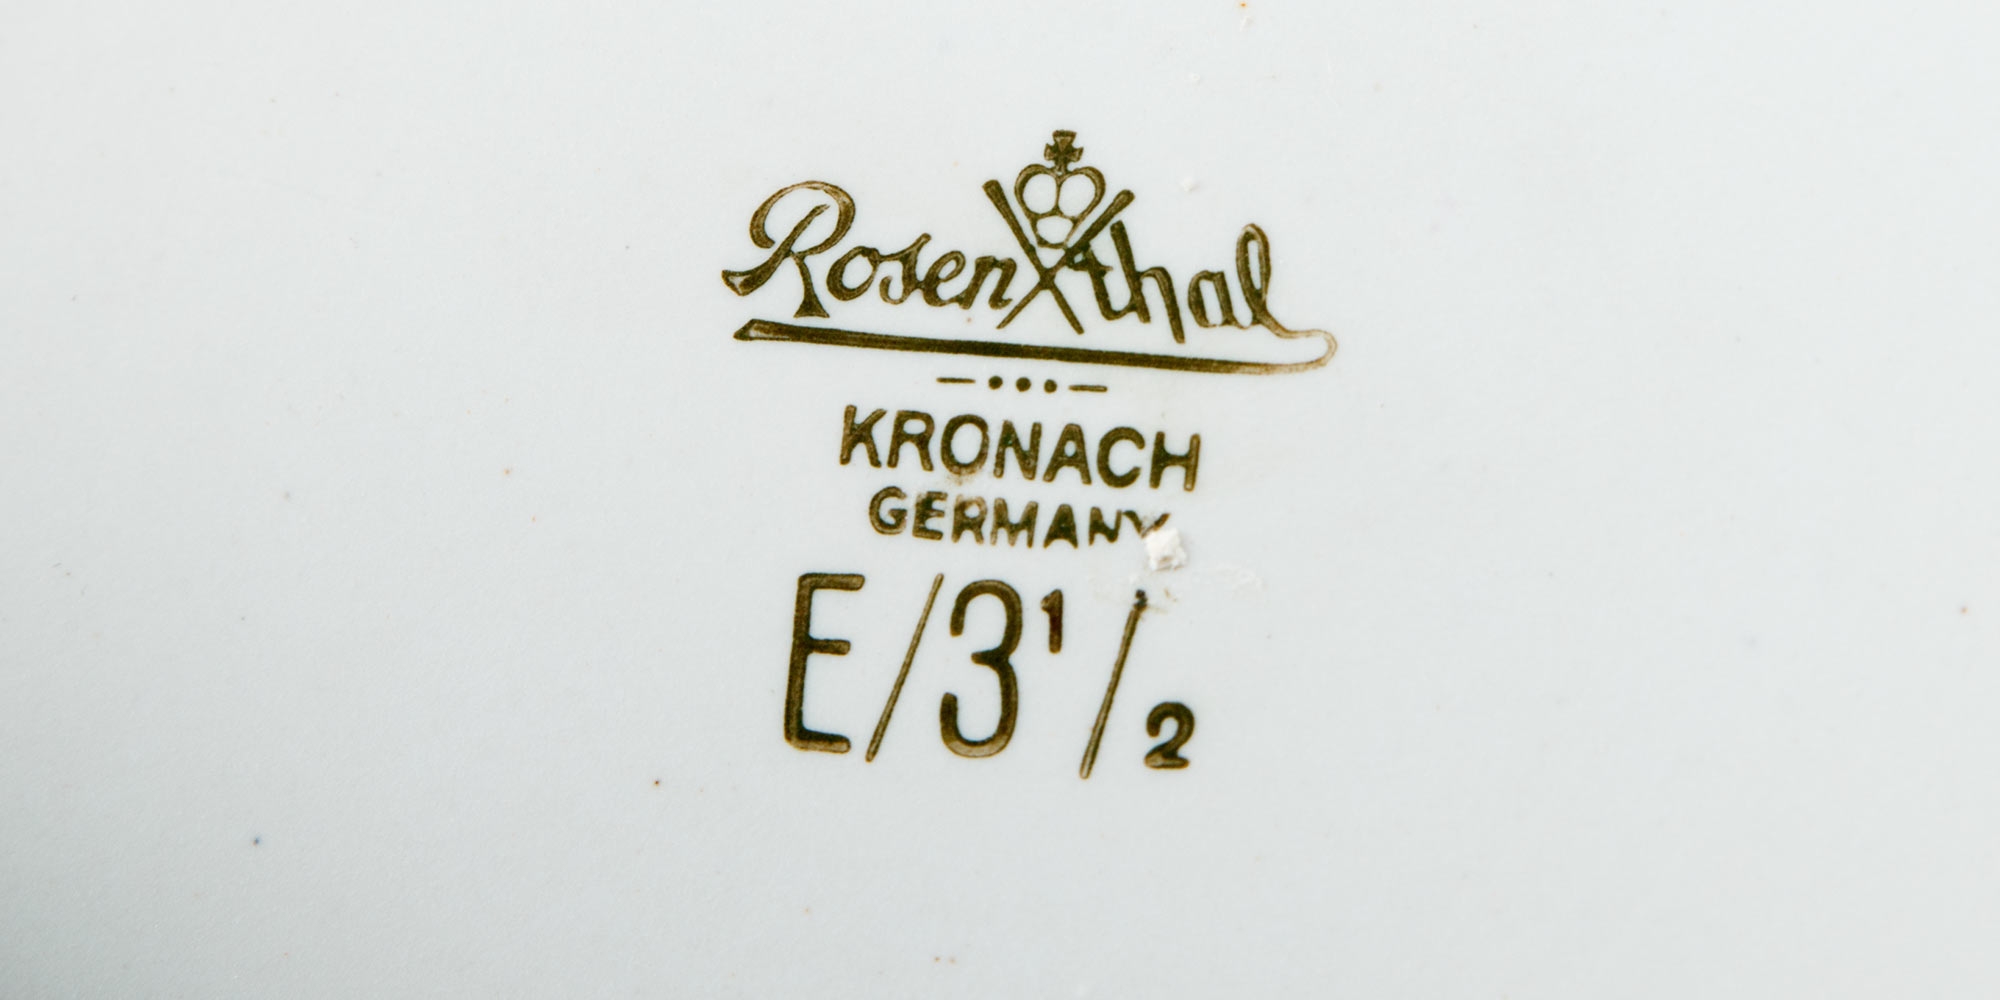 Rosenthal
KRONACH
GERMANY
E/3 1/2